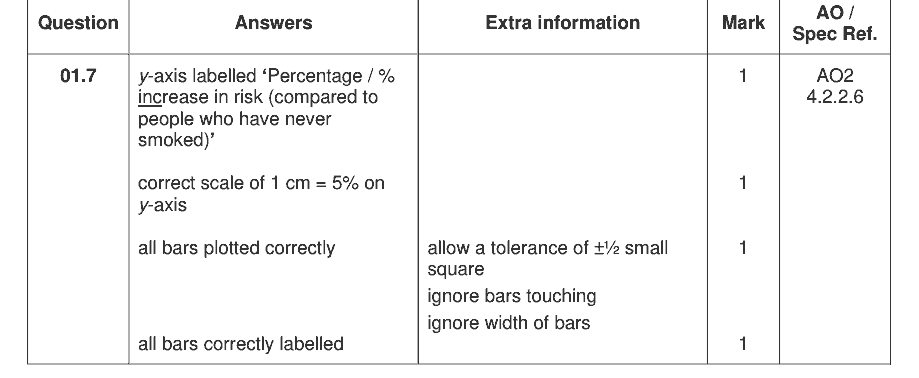 Question Answers Extra information Mark AO /
Spec Ref.
01.7 y-axis labelled ‘Percentage / % 1 AO2
increase in risk (compared to 4.2.2.6
people who have never
smoked)’
correct scale of 1 cm = 5% on 1
y-axis
all bars plotted correctly allow a tolerance of ±½ small 1
square
ignore bars touching
ignore width of bars
all bars correctly labelled 1